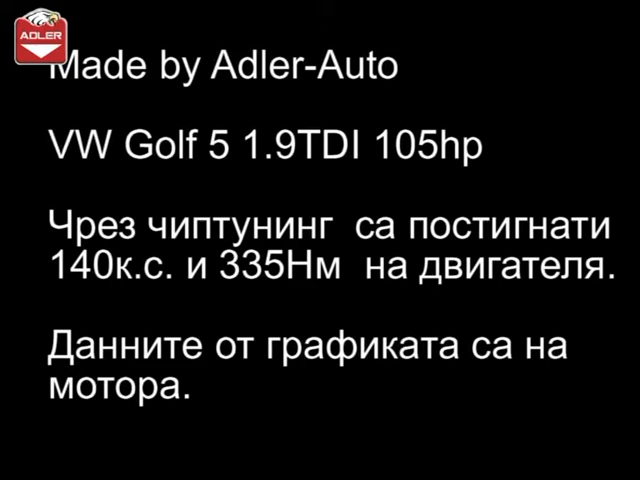 ADLER
Made by Adler-Auto
VW Golf 5 1.9TDI 105hp
Чрез чиптунинг са постигнати
140к.с. и 335Нм на двигателя.
Данните от графиката са на
мотора.